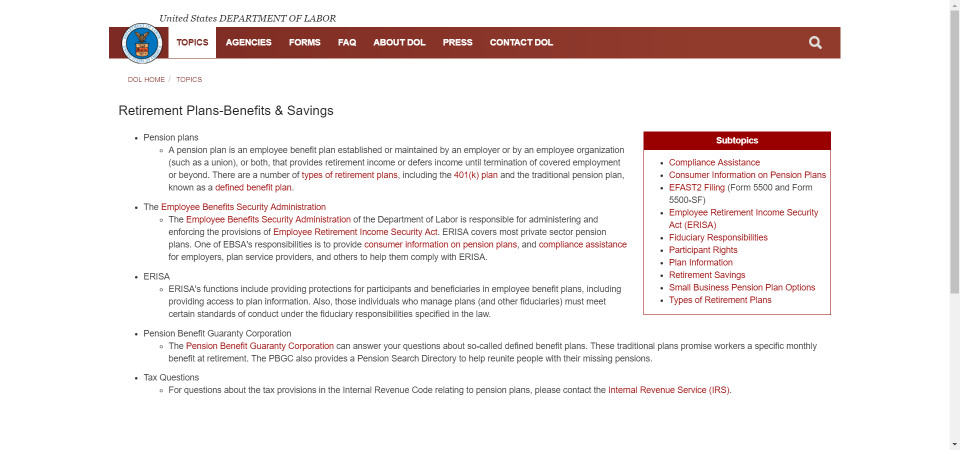 United States DEPARTMENT OF LABOR
TOPICS AGENCIES FORMS FAQ ABOUT DOL PRESS CONTACT DOL
DOL HOME / TOPICS
Retirement Plans-Benefits & Savings
Pension plans
A pension plan is an employee benefit plan established or maintained by an employer or by an employee organization
(such as a union), or both, that provides retirement income or defers income until termination of covered employment
or beyond. There are a number of types of retirement plans, including the 401(k) plan and the traditional pension plan,
known as a defined benefit plan.
The Employee Benefits Security Administration
The Employee Benefits Security Administration of the Department of Labor is responsible for administering and
enforcing the provisions of Employee Retirement Income Security Act. ERISA covers most private sector pension
plans. One of EBSA's responsibilities is to provide consumer information on pension plans, and compliance assistance
for employers, plan service providers, and others to help them comply with ERISA.
ERISA
ERISA's functions include providing protections for participants and beneficiaries in employee benefit plans, including
providing access to plan information. Also, those individuals who manage plans (and other fiduciaries) must meet
certain standards of conduct under the fiduciary responsibilities specified in the law.
Pension Benefit Guaranty Corporation
The Pension Benefit Guaranty Corporation can answer your questions about so-called defined benefit plans. These traditional plans promise workers a specific monthly
benefit at retirement. The PBGC also provides a Pension Search Directory to help reunite people with their missing pensions.
Tax Questions
For questions about the tax provisions in the Internal Revenue Code relating to pension plans, please contact the Internal Revenue Service (IRS).
Subtopics
Compliance Assistance
Consumer Information on Pension Plans
EFAST2 Filing (Form 5500 and Form
5500-SF)
Employee Retirement Income Security
Act (ERISA)
Fiduciary Responsibilities
Participant Rights
Plan Information
Retirement Savings
Small Business Pension Plan Options
Types of Retirement Plans